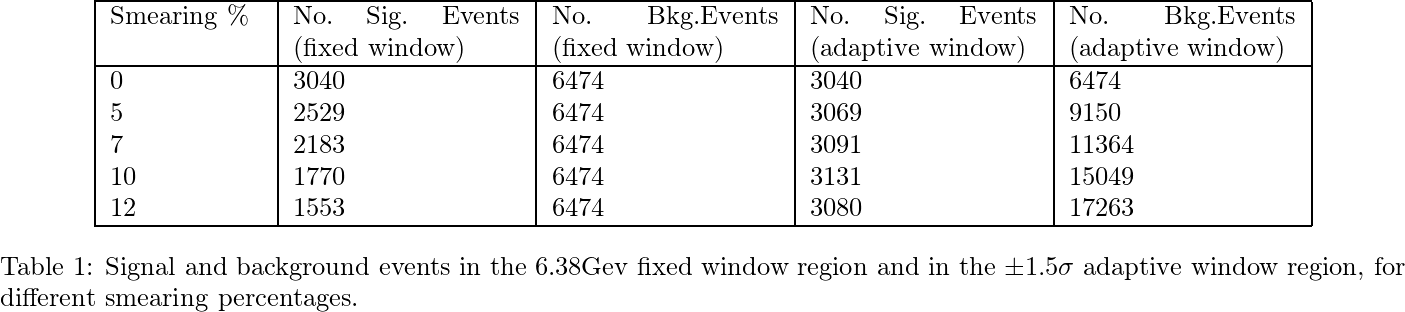 Smearing % No. Sig. Events No. Bkg.Events No. Sig. Events No. Bkg.Events
(fixed window) (fixed window) (adaptive window) (adaptive window)
0 3040 6474 3040 6474
5 2529 6474 3069 9150
7 2183 6474 3091 11364
10 1770 6474 3131 15049
12 1553 6474 3080 17263
Table 1: Signal and background events in the 6.38Gev fixed window region and in the ±1.5σ adaptive window region, for
different smearing percentages.